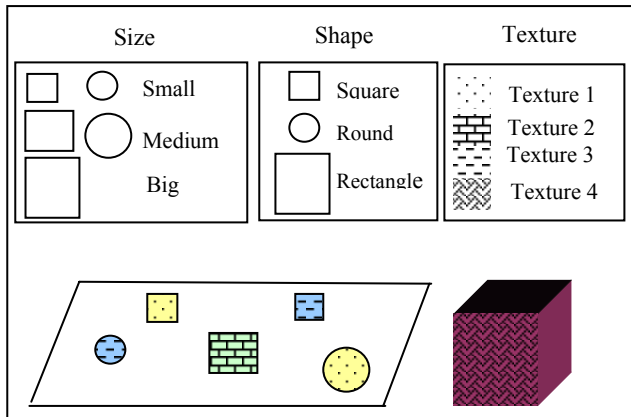 Size
Shape
Texture
Small
Medium
Big
Square
Round
Rectangle
Texture 1
Texture 2
Texture 3
Texture 4